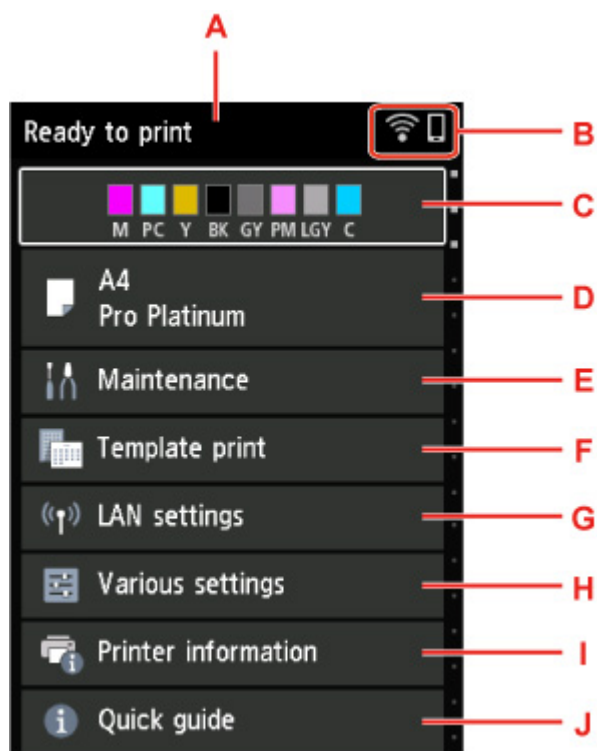 A
Ready to print
B
M PC Y BK GY PM LGY C
C
A4
Pro Platinum
D
Maintenance
E
Template print
F
LAN settings
G
Various settings
H
Printer information
I
Quick guide
J